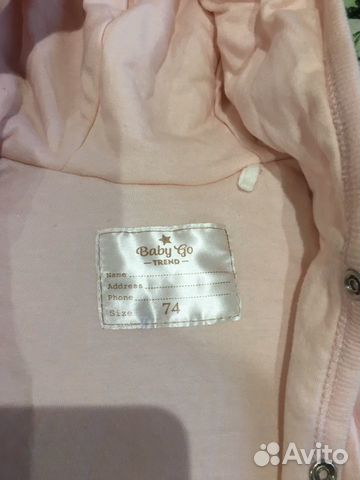 Baby Go
— TREND —
Name
Address
Phone
Size 74
Avito